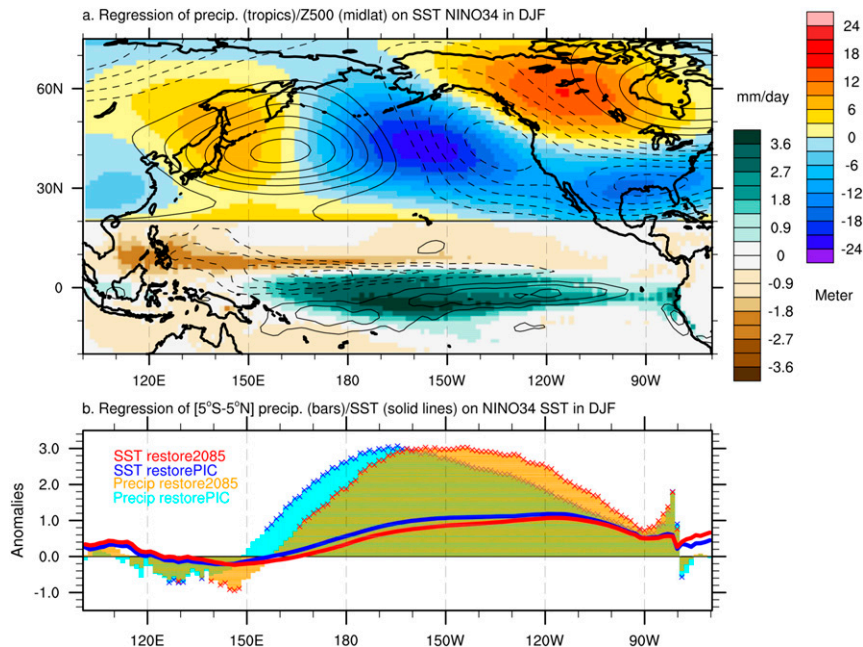 a. Regression of precip. (tropics)/Z500 (midlat) on SST NINO34 in DJF
60N
30N
0
120E 150E 180 150W 120W 90W
mm/day
3.6
2.7
1.8
0.9
0
-0.9
-1.8
-2.7
-3.6
24
18
12
6
0
-6
-12
-18
-24
Meter
b. Regression of [5°S-5°N] precip. (bars)/SST (solid lines) on NINO34 SST in DJF
SST restore2085
SST restorePIC
Precip restore2085
Precip restorePIC
Anomalies
3.0
2.0
1.0
0.0
-1.0
120E 150E 180 150W 120W 90W